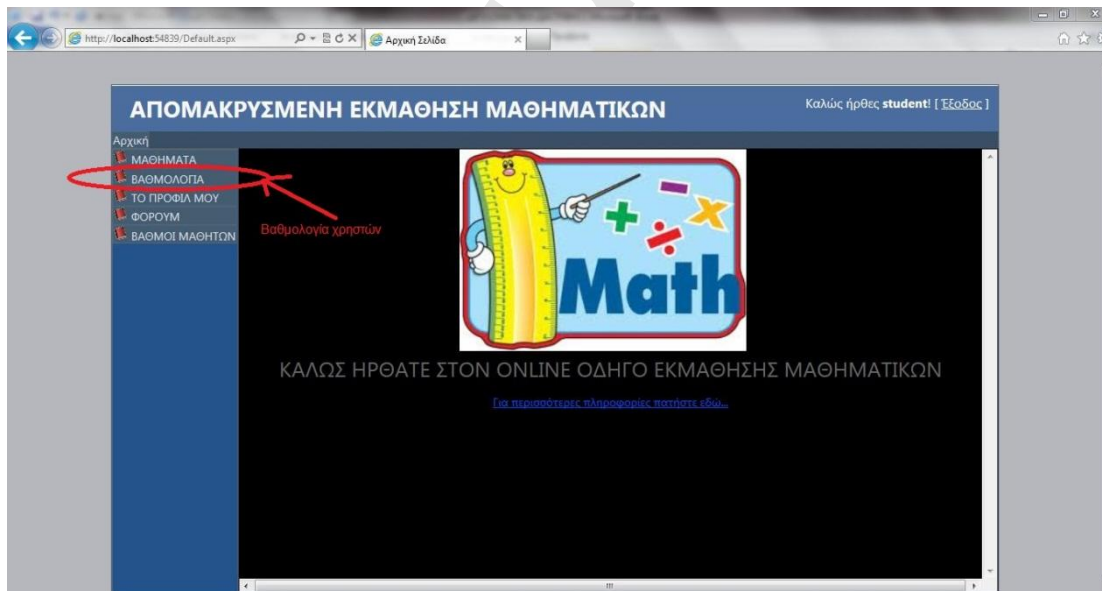 http://localhost:54839/Default.aspx
Αρχική Σελίδα
ΑΠΟΜΑΚΡΥΣΜΕΝΗ ΕΚΜΑΘΗΣΗ ΜΑΘΗΜΑΤΙΚΩΝ
Καλώς ήρθες student! [ Έξοδος ]
Αρχική
ΜΑΘΗΜΑΤΑ
ΒΑΘΜΟΛΟΓΙΑ
ΤΟ ΠΡΟΦΙΛ ΜΟΥ
ΦΟΡΟΥΜ
ΒΑΘΜΟΙ ΜΑΘΗΤΩΝ
Βαθμολογία χρηστών
Math
ΚΑΛΩΣ ΗΡΘΑΤΕ ΣΤΟΝ ONLINE ΟΔΗΓΟ ΕΚΜΑΘΗΣΗΣ ΜΑΘΗΜΑΤΙΚΩΝ
Για περισσότερες πληροφορίες πατήστε εδώ...